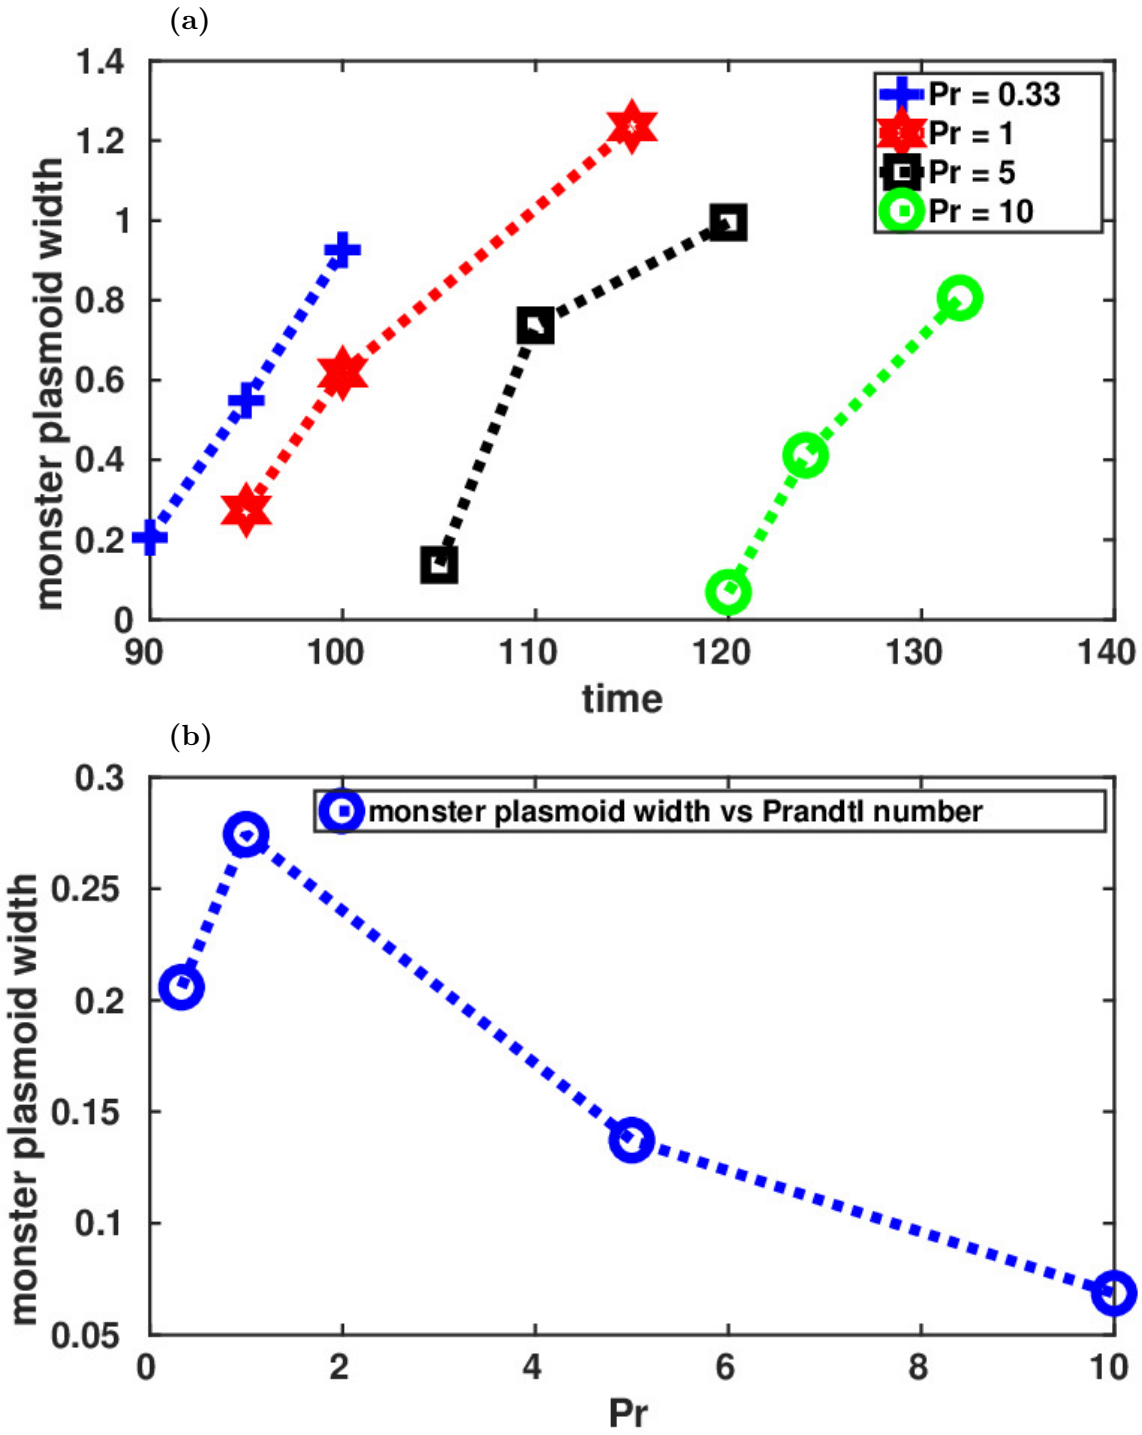 (a)
monster plasmoid width
1.4
1.2
1
0.8
0.6
0.4
0.2
0
Pr = 0.33
Pr = 1
Pr = 5
Pr = 10
90 100 110 120 130 140
time
(b)
monster plasmoid width
0.3
0.25
0.2
0.15
0.1
0.05
monster plasmoid width vs Prandtl number
0 2 4 6 8 10
Pr